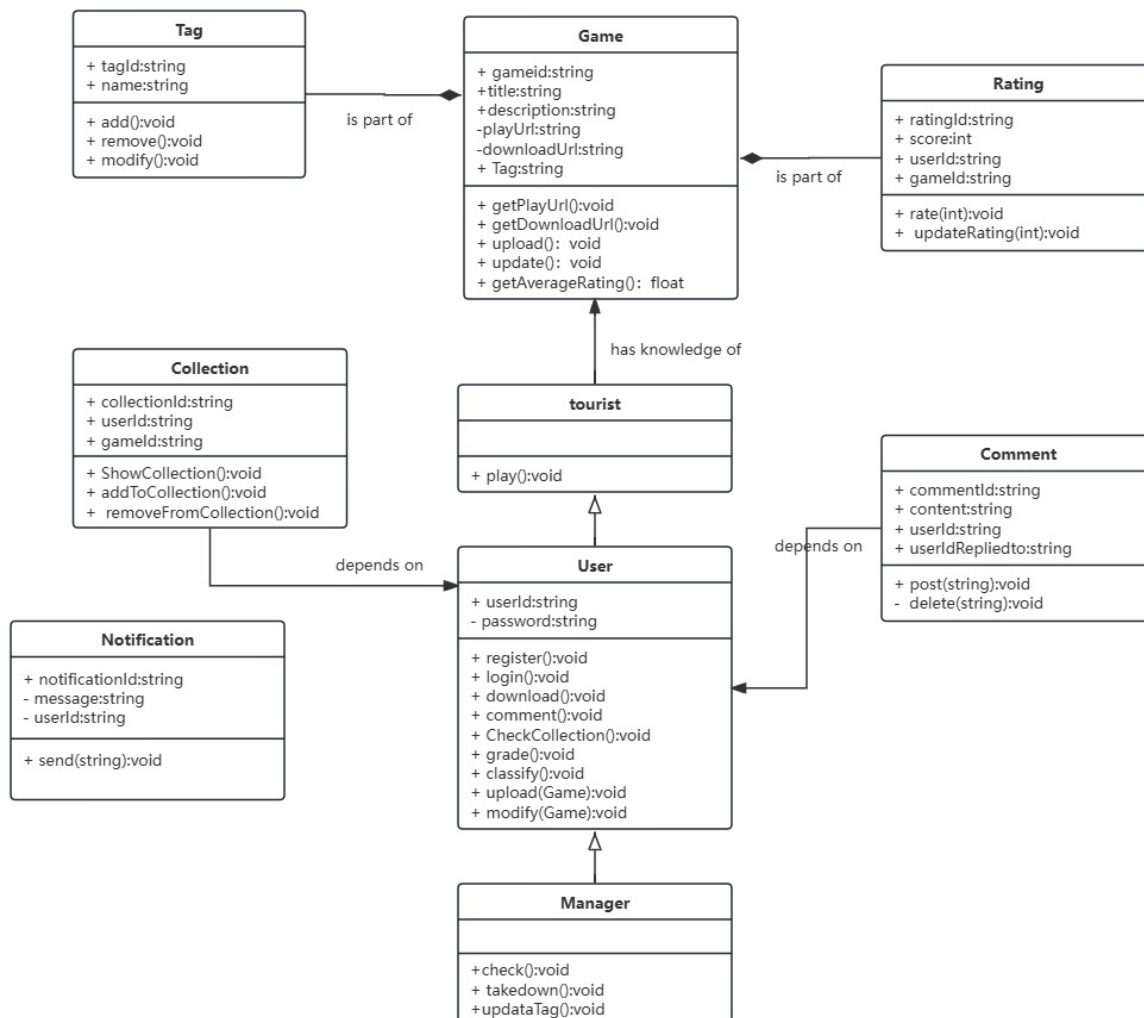 Tag
+ tagId:string
+ name:string
+ add():void
+ remove():void
+ modify():void
is part of
Game
+ gameid:string
+title:string
+description:string
-playUrl:string
-downloadUrl:string
+ Tag:string
+ getPlayUrl():void
+ getDownloadUrl():void
+ upload(): void
+ update(): void
+ getAverageRating(): float
is part of
Rating
+ ratingId:string
+ score:int
+ userId:string
+ gameId:string
+ rate(int):void
+ updateRating(int):void
has knowledge of
Collection
+ collectionId:string
+ userId:string
+ gameId:string
+ ShowCollection():void
+ addToCollection():void
+ removeFromCollection():void
depends on
tourist
+ play():void
Comment
+ commentId:string
+ content:string
+ userId:string
+ userIdRepliedto:string
+ post(string):void
- delete(string):void
depends on
User
+ userId:string
- password:string
+ register():void
+ login():void
+ download():void
+ comment():void
+ CheckCollection():void
+ grade():void
+ classify():void
+ upload(Game):void
+ modify(Game):void
Notification
+ notificationId:string
- message:string
- userId:string
+ send(string):void
Manager
+check():void
+ takedown():void
+updataTag():void